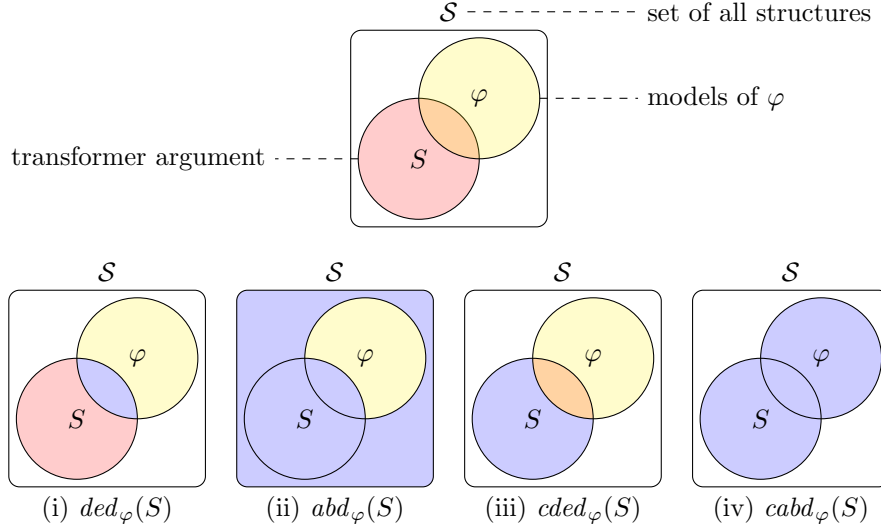 𝒮 set of all structures
φ models of φ
transformer argument S
𝒮 𝒮 𝒮 𝒮
φ φ φ φ
S S S S
(i) ded_φ(S) (ii) abd_φ(S) (iii) cded_φ(S) (iv) cabd_φ(S)